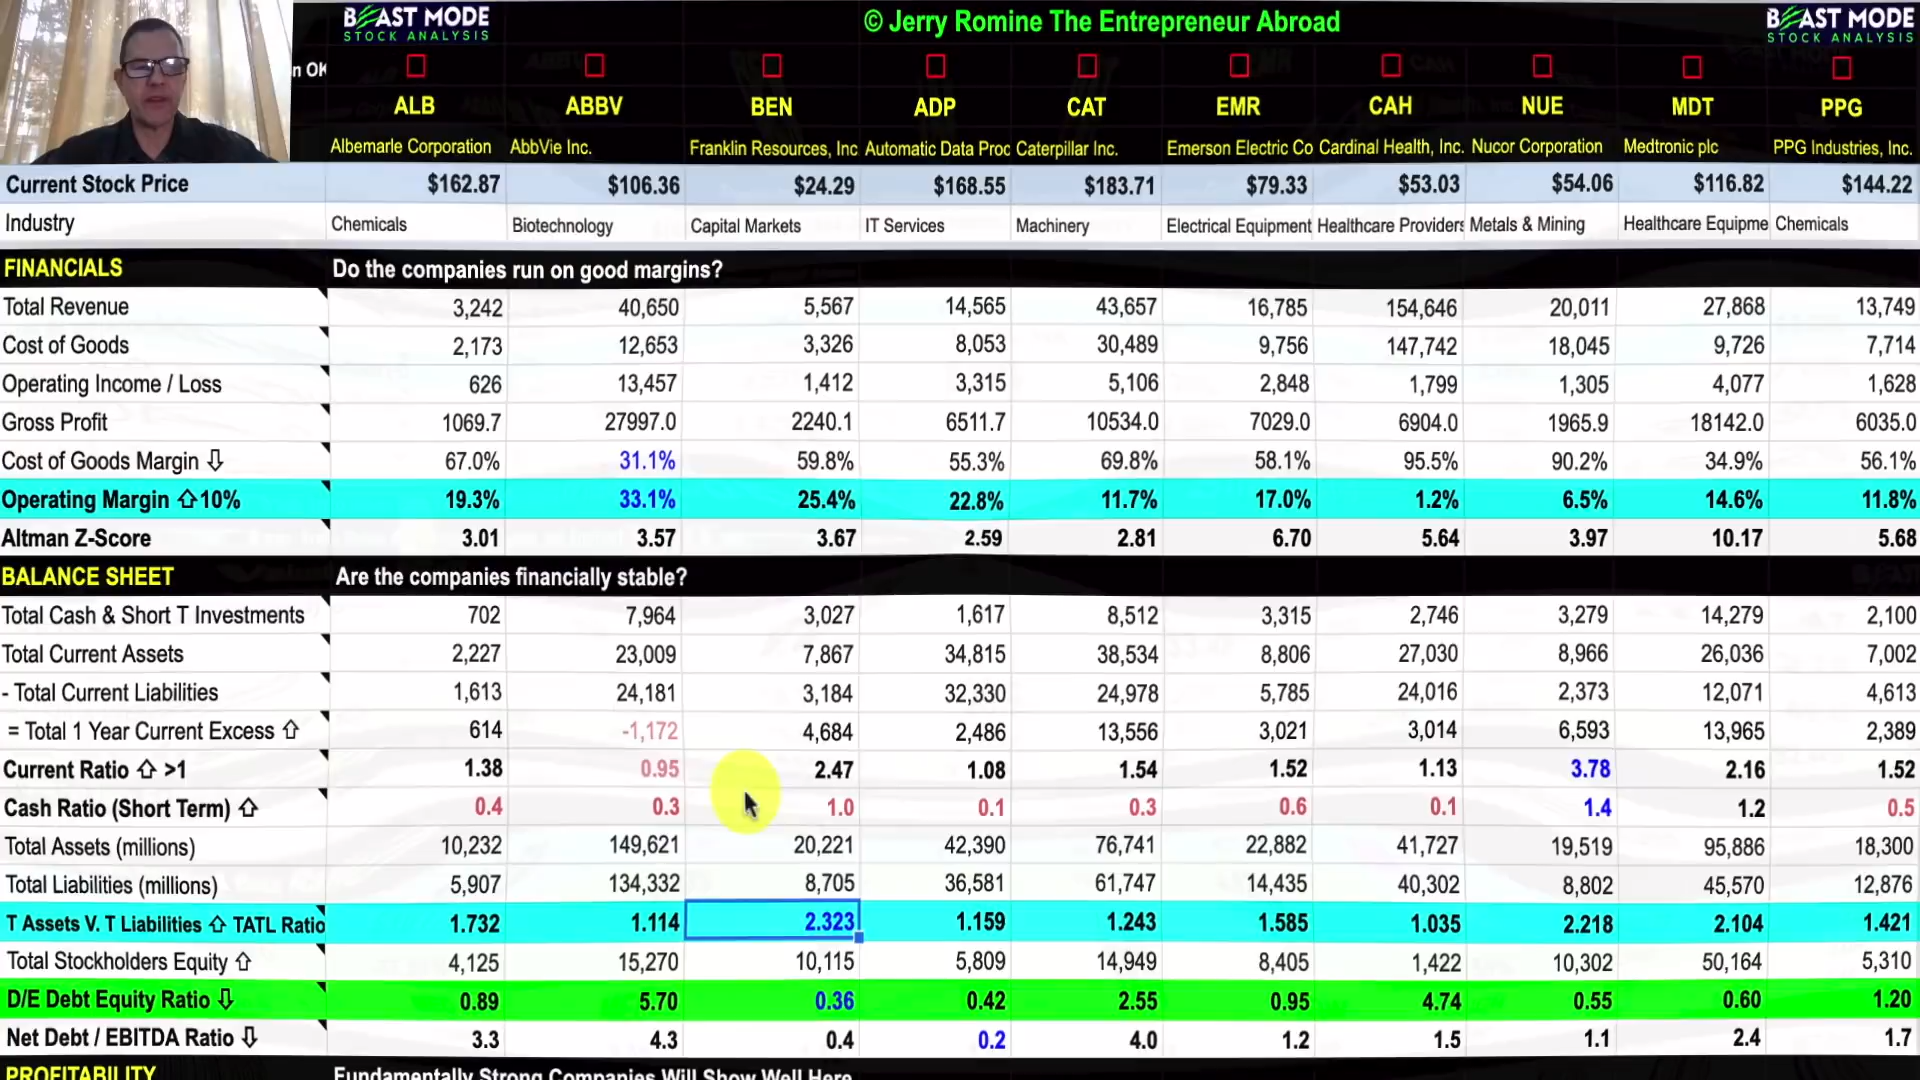 BEAST MODE
STOCK ANALYSIS
© Jerry Romine The Entrepreneur Abroad
BEAST MODE
STOCK ANALYSIS
n OK
ALB ABBV BEN ADP CAT EMR CAH NUE MDT PPG
Albemarle Corporation AbbVie Inc. Franklin Resources, Inc Automatic Data Proc Caterpillar Inc. Emerson Electric Co Cardinal Health, Inc. Nucor Corporation Medtronic plc PPG Industries, Inc.
Current Stock Price $162.87 $106.36 $24.29 $168.55 $183.71 $79.33 $53.03 $54.06 $116.82 $144.22
Industry Chemicals Biotechnology Capital Markets IT Services Machinery Electrical Equipment Healthcare Providers Metals & Mining Healthcare Equipme Chemicals
FINANCIALS Do the companies run on good margins?
Total Revenue 3,242 40,650 5,567 14,565 43,657 16,785 154,646 20,011 27,868 13,749
Cost of Goods 2,173 12,653 3,326 8,053 30,489 9,756 147,742 18,045 9,726 7,714
Operating Income / Loss 626 13,457 1,412 3,315 5,106 2,848 1,799 1,305 4,077 1,628
Gross Profit 1069.7 27997.0 2240.1 6511.7 10534.0 7029.0 6904.0 1965.9 18142.0 6035.0
Cost of Goods Margin ⇩ 67.0% 31.1% 59.8% 55.3% 69.8% 58.1% 95.5% 90.2% 34.9% 56.1%
Operating Margin ⇧10% 19.3% 33.1% 25.4% 22.8% 11.7% 17.0% 1.2% 6.5% 14.6% 11.8%
Altman Z-Score 3.01 3.57 3.67 2.59 2.81 6.70 5.64 3.97 10.17 5.68
BALANCE SHEET Are the companies financially stable?
Total Cash & Short T Investments 702 7,964 3,027 1,617 8,512 3,315 2,746 3,279 14,279 2,100
Total Current Assets 2,227 23,009 7,867 34,815 38,534 8,806 27,030 8,966 26,036 7,002
- Total Current Liabilities 1,613 24,181 3,184 32,330 24,978 5,785 24,016 2,373 12,071 4,613
= Total 1 Year Current Excess ⇧ 614 -1,172 4,684 2,486 13,556 3,021 3,014 6,593 13,965 2,389
Current Ratio ⇧ >1 1.38 0.95 2.47 1.08 1.54 1.52 1.13 3.78 2.16 1.52
Cash Ratio (Short Term) ⇧ 0.4 0.3 1.0 0.1 0.3 0.6 0.1 1.4 1.2 0.5
Total Assets (millions) 10,232 149,621 20,221 42,390 76,741 22,882 41,727 19,519 95,886 18,300
Total Liabilities (millions) 5,907 134,332 8,705 36,581 61,747 14,435 40,302 8,802 45,570 12,876
T Assets V. T Liabilities ⇧ TATL Ratio 1.732 1.114 2.323 1.159 1.243 1.585 1.035 2.218 2.104 1.421
Total Stockholders Equity ⇧ 4,125 15,270 10,115 5,809 14,949 8,405 1,422 10,302 50,164 5,310
D/E Debt Equity Ratio ⇩ 0.89 5.70 0.36 0.42 2.55 0.95 4.74 0.55 0.60 1.20
Net Debt / EBITDA Ratio ⇩ 3.3 4.3 0.4 0.2 4.0 1.2 1.5 1.1 2.4 1.7
PROFITABILITY Fundamentally Strong Companies Will Show Well Here